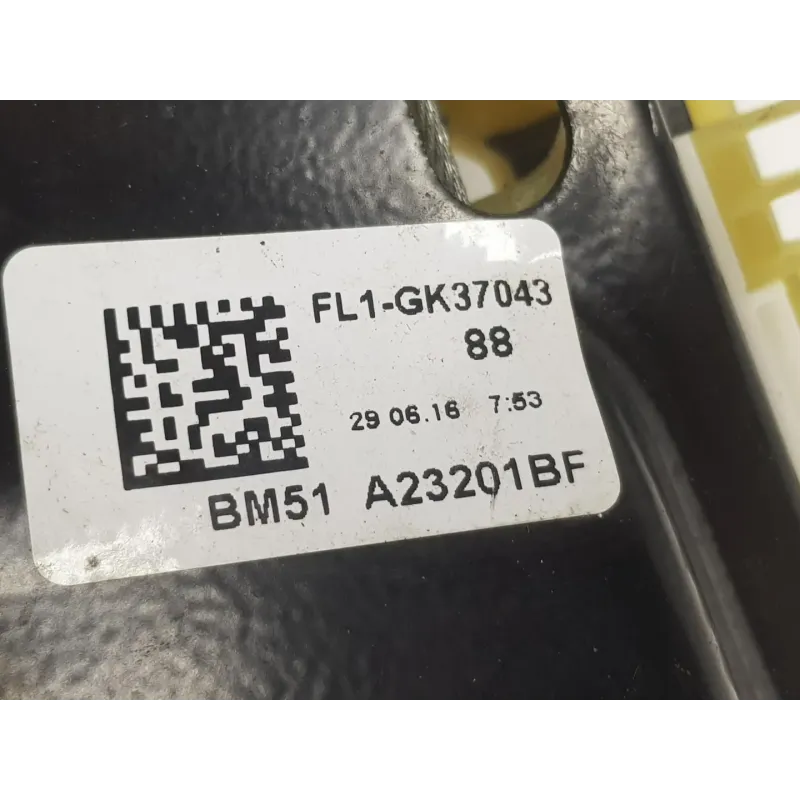 FL1-GK37043
88
29 06.16 7:53
BM51 A23201BF